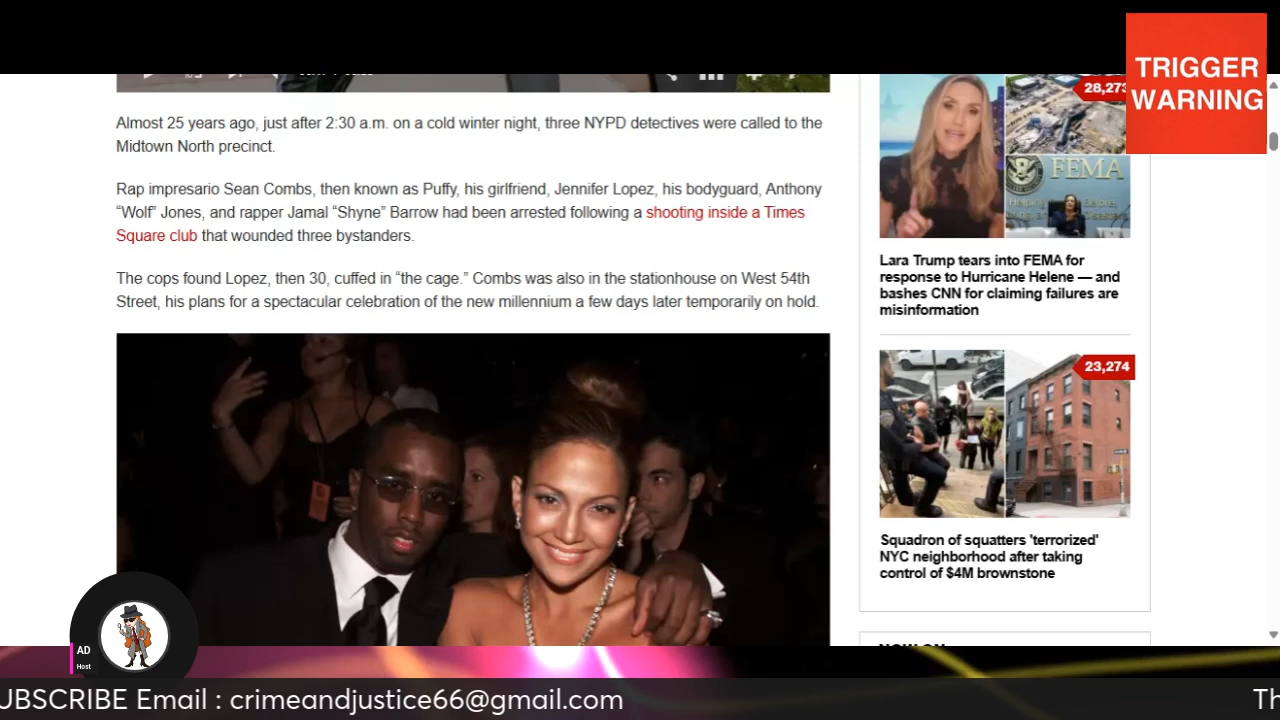 TRIGGER
WARNING
Almost 25 years ago, just after 2:30 a.m. on a cold winter night, three NYPD detectives were called to the
Midtown North precinct.
Rap impresario Sean Combs, then known as Puffy, his girlfriend, Jennifer Lopez, his bodyguard, Anthony
“Wolf” Jones, and rapper Jamal “Shyne” Barrow had been arrested following a shooting inside a Times
Square club that wounded three bystanders.
The cops found Lopez, then 30, cuffed in “the cage.” Combs was also in the stationhouse on West 54th
Street, his plans for a spectacular celebration of the new millennium a few days later temporarily on hold.
28,273
FEMA
Lara Trump tears into FEMA for
response to Hurricane Helene — and
bashes CNN for claiming failures are
misinformation
23,274
Squadron of squatters 'terrorized'
NYC neighborhood after taking
control of $4M brownstone
AD
Host
UBSCRIBE Email : crimeandjustice66@gmail.com
Th